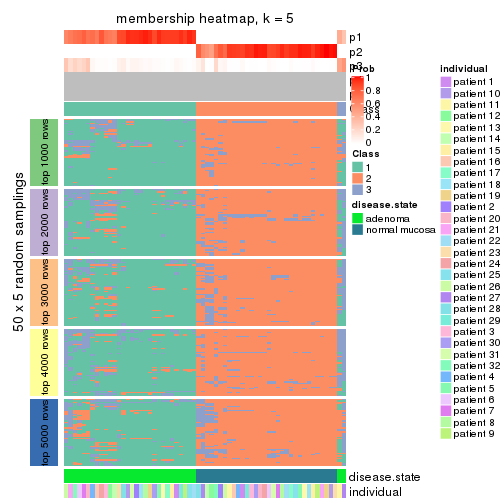 membership heatmap, k = 5
p1
p2
p3
Class
50 x 5 random samplings
top 1000 rows
top 2000 rows
top 3000 rows
top 4000 rows
top 5000 rows
disease.state
individual
Prob
1
0.8
0.6
0.4
0.2
0
Class
1
2
3
disease.state
adenoma
normal mucosa
individual
patient 1
patient 10
patient 11
patient 12
patient 13
patient 14
patient 15
patient 16
patient 17
patient 18
patient 19
patient 2
patient 20
patient 21
patient 22
patient 23
patient 24
patient 25
patient 26
patient 27
patient 28
patient 29
patient 3
patient 30
patient 31
patient 32
patient 4
patient 5
patient 6
patient 7
patient 8
patient 9